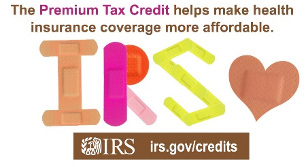 The Premium Tax Credit helps make health
insurance coverage more affordable.
IRS
IRS irs.gov/credits